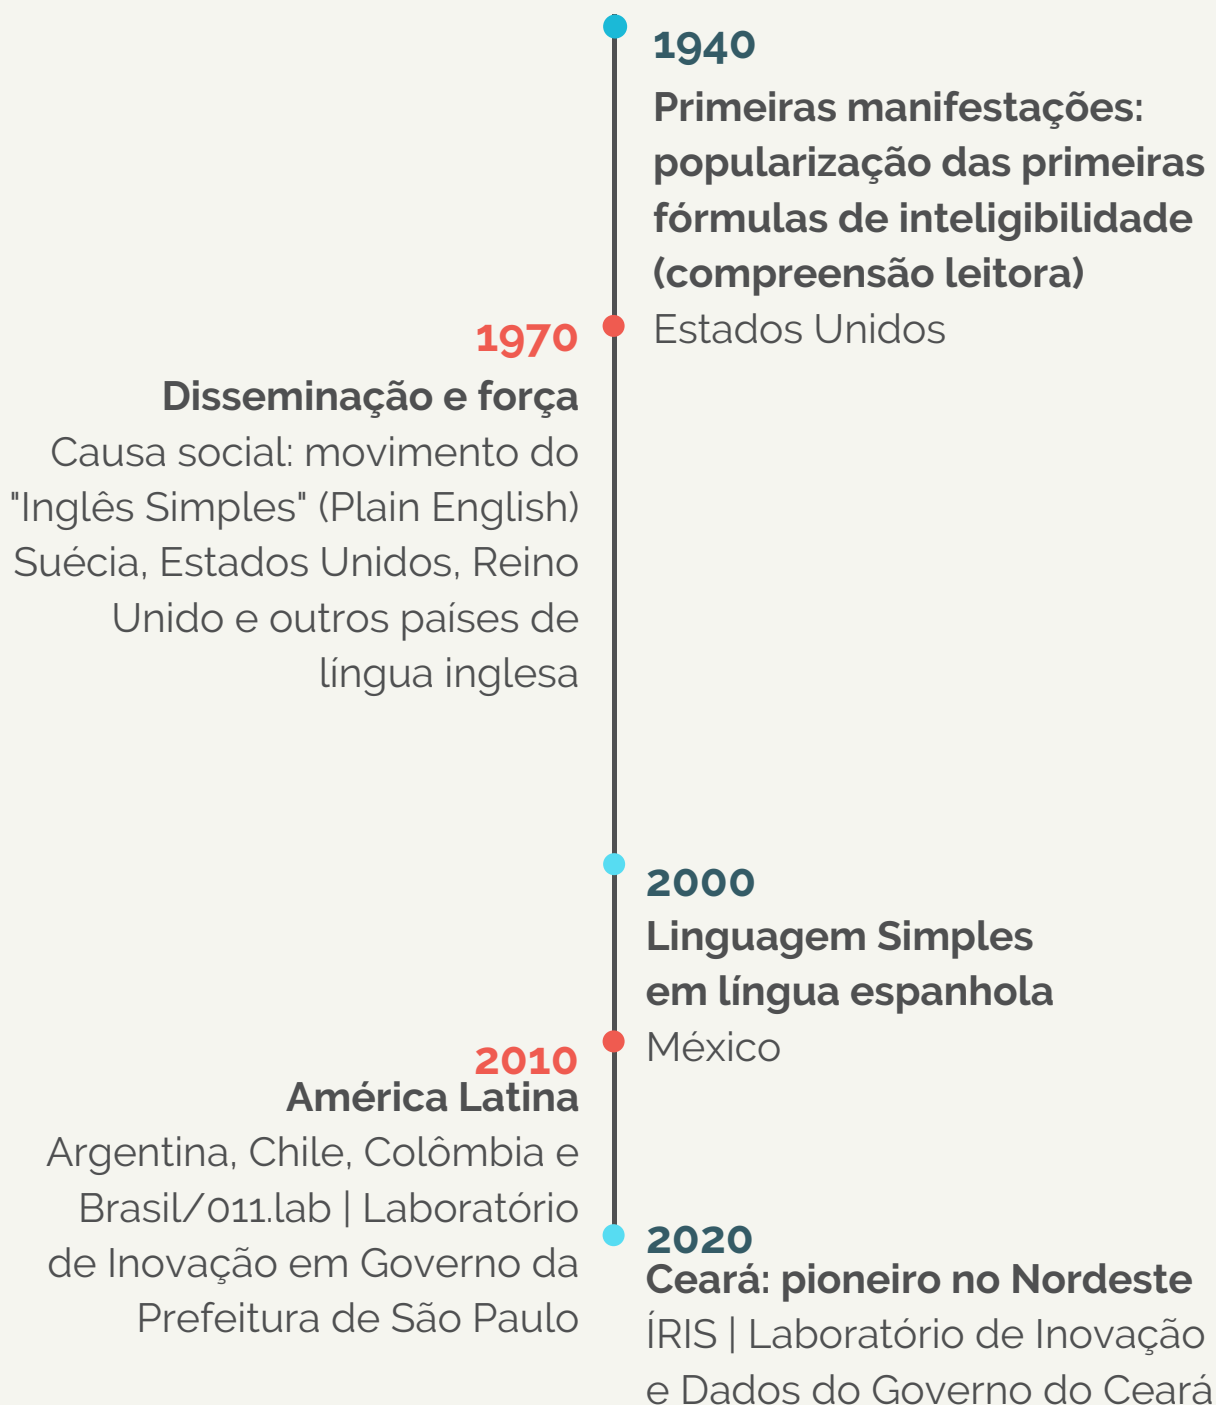 1940
Primeiras manifestações:
popularização das primeiras
fórmulas de inteligibilidade
(compreensão leitora)
Estados Unidos
1970
Disseminação e força
Causa social: movimento do
"Inglês Simples" (Plain English)
Suécia, Estados Unidos, Reino
Unido e outros países de
língua inglesa
2000
Linguagem Simples
em língua espanhola
México
2010
América Latina
Argentina, Chile, Colômbia e
Brasil/011.lab | Laboratório
de Inovação em Governo da
Prefeitura de São Paulo
2020
Ceará: pioneiro no Nordeste
ÍRIS | Laboratório de Inovação
e Dados do Governo do Ceará